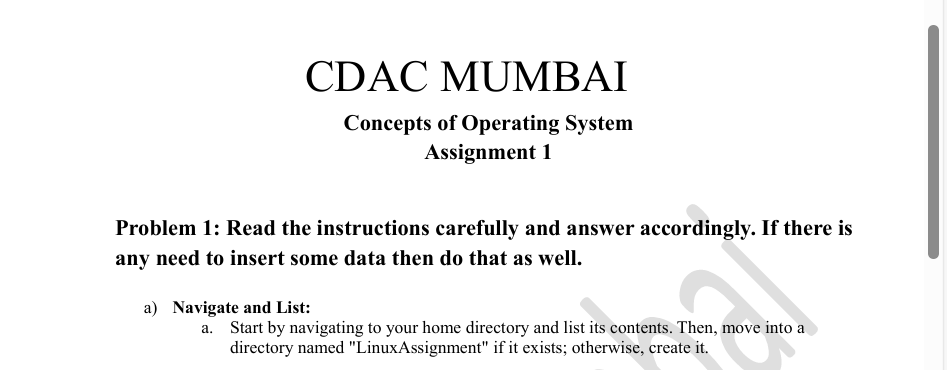 CDAC MUMBAI
Concepts of Operating System
Assignment 1
Problem 1: Read the instructions carefully and answer accordingly. If there is
any need to insert some data then do that as well.
a) Navigate and List:
a. Start by navigating to your home directory and list its contents. Then, move into a
directory named "LinuxAssignment" if it exists; otherwise, create it.